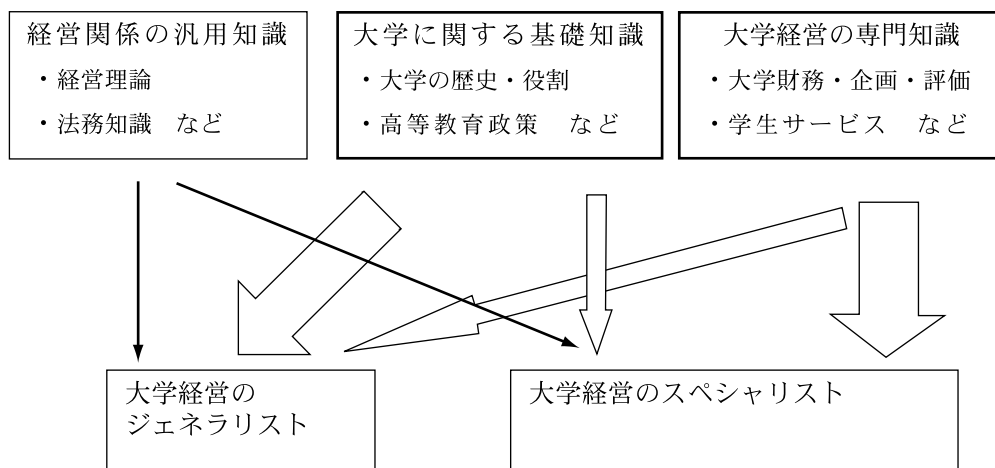 経営関係の汎用知識
・経営理論
・法務知識　など
大学に関する基礎知識
・大学の歴史・役割
・高等教育政策　など
大学経営の専門知識
・大学財務・企画・評価
・学生サービス　など
大学経営の
ジェネラリスト
大学経営のスペシャリスト